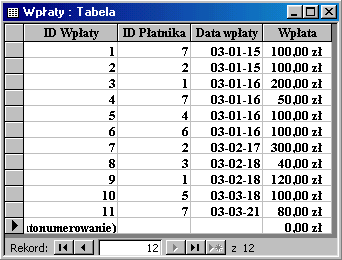 Wpłaty : Tabela
ID Wpłaty ID Płatnika Data wpłaty Wpłata
1 7 03-01-15 100,00 zł
2 2 03-01-15 100,00 zł
3 1 03-01-16 200,00 zł
4 7 03-01-16 50,00 zł
5 4 03-01-16 100,00 zł
6 6 03-01-16 100,00 zł
7 2 03-02-17 300,00 zł
8 3 03-02-18 40,00 zł
9 1 03-02-18 120,00 zł
10 5 03-03-18 100,00 zł
11 7 03-03-21 80,00 zł
itonumerowanie) 0,00 zł
Rekord: 12 z 12